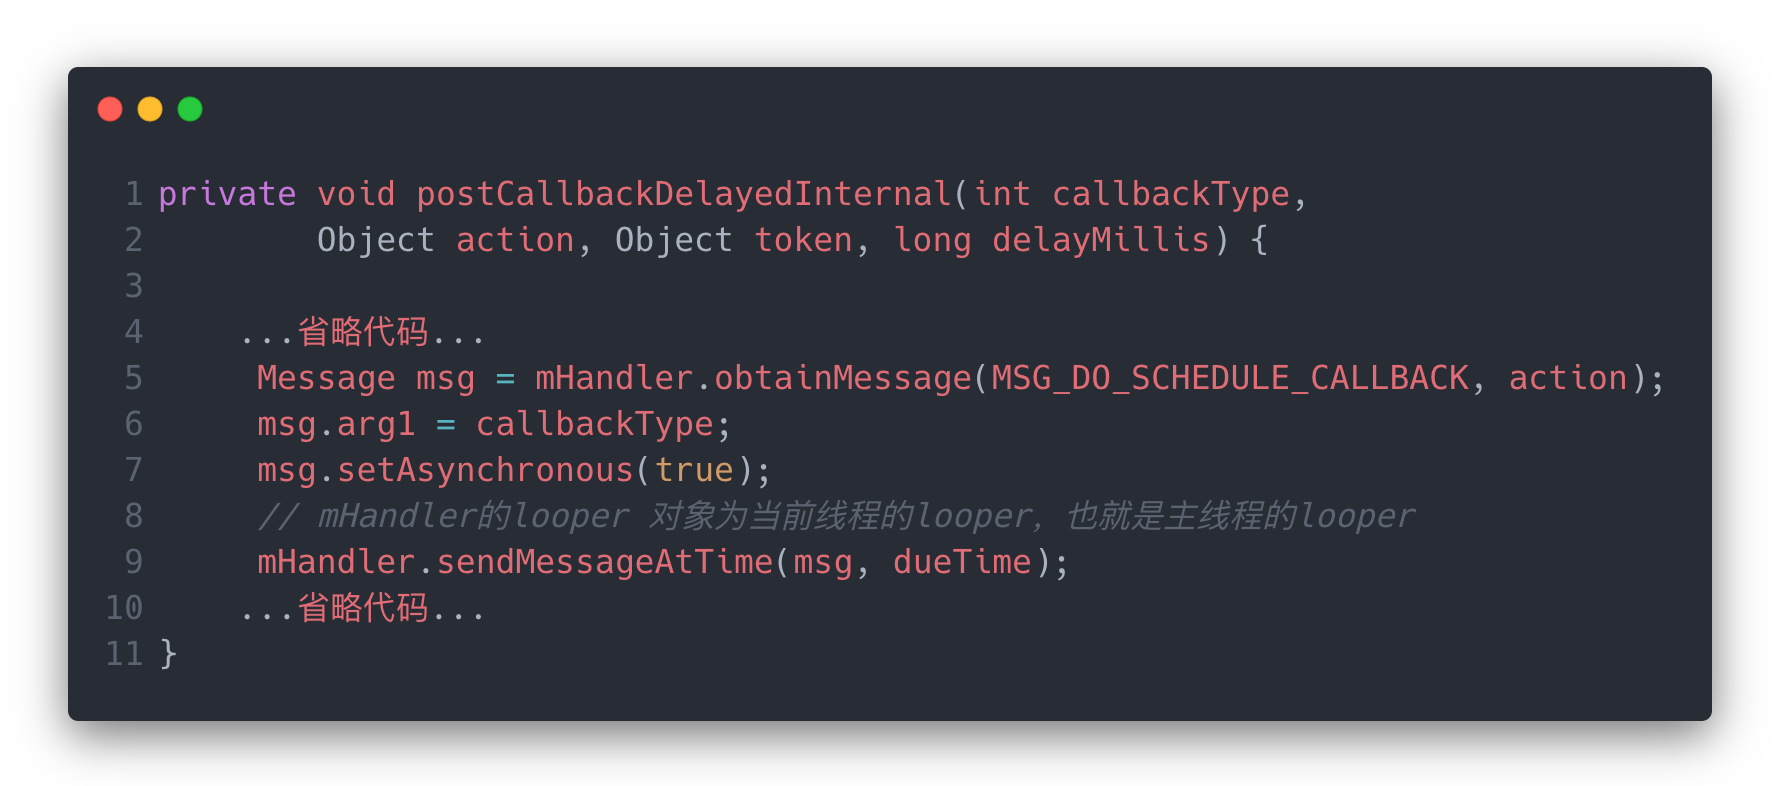 1 private void postCallbackDelayedInternal(int callbackType,
2         Object action, Object token, long delayMillis) {
3
4     ...省略代码...
5      Message msg = mHandler.obtainMessage(MSG_DO_SCHEDULE_CALLBACK, action);
6      msg.arg1 = callbackType;
7      msg.setAsynchronous(true);
8      // mHandler的looper 对象为当前线程的looper，也就是主线程的looper
9      mHandler.sendMessageAtTime(msg, dueTime);
10     ...省略代码...
11 }